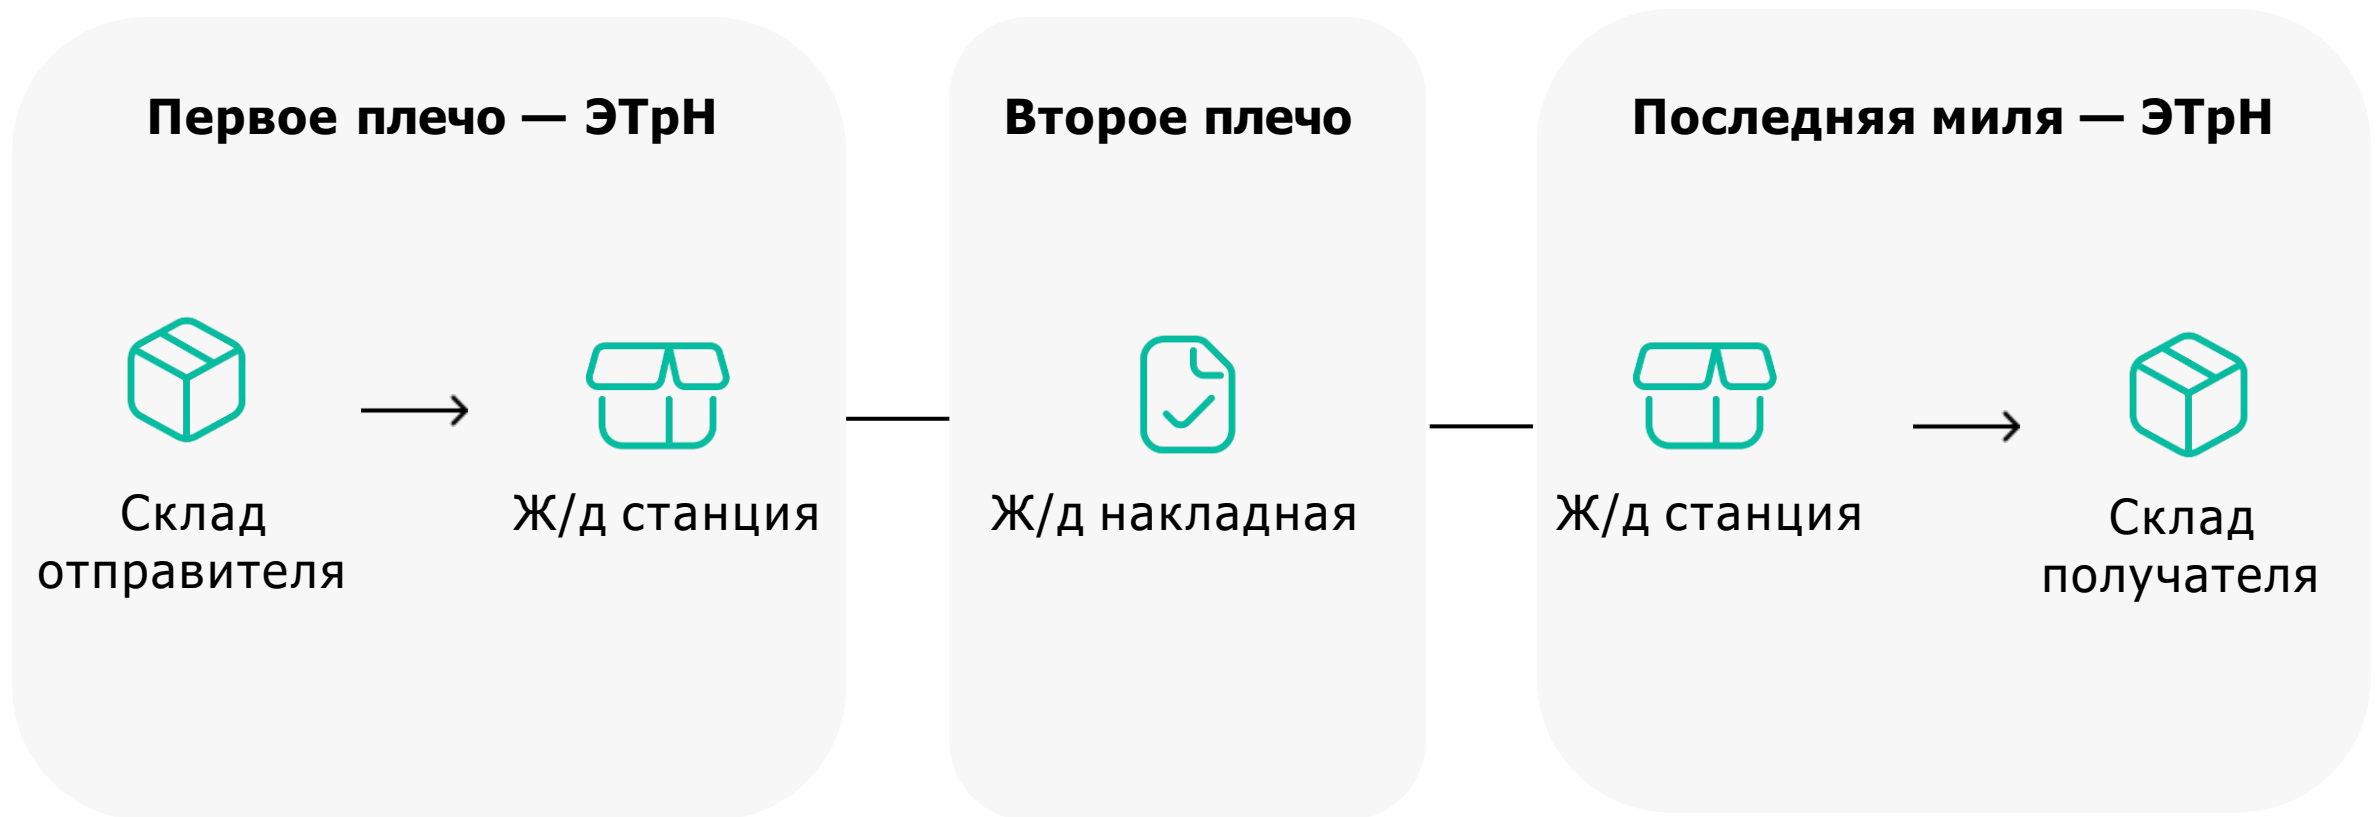 Первое плечо — ЭТрН
Склад
отправителя
Ж/д станция
Второе плечо
Ж/д накладная
Последняя миля — ЭТрН
Ж/д станция
Склад
получателя